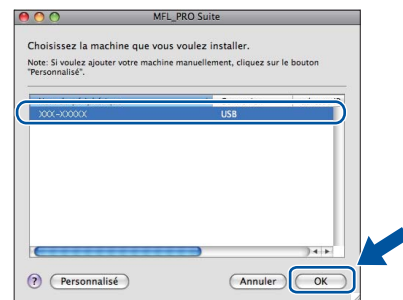 MFL_PRO Suite
Choisissez la machine que vous voulez installer.
Note: Si voulez ajouter votre machine manuellement, cliquez sur le bouton
"Personnalisé".
XXX-XXXXX USB
? Personnalisé Annuler OK